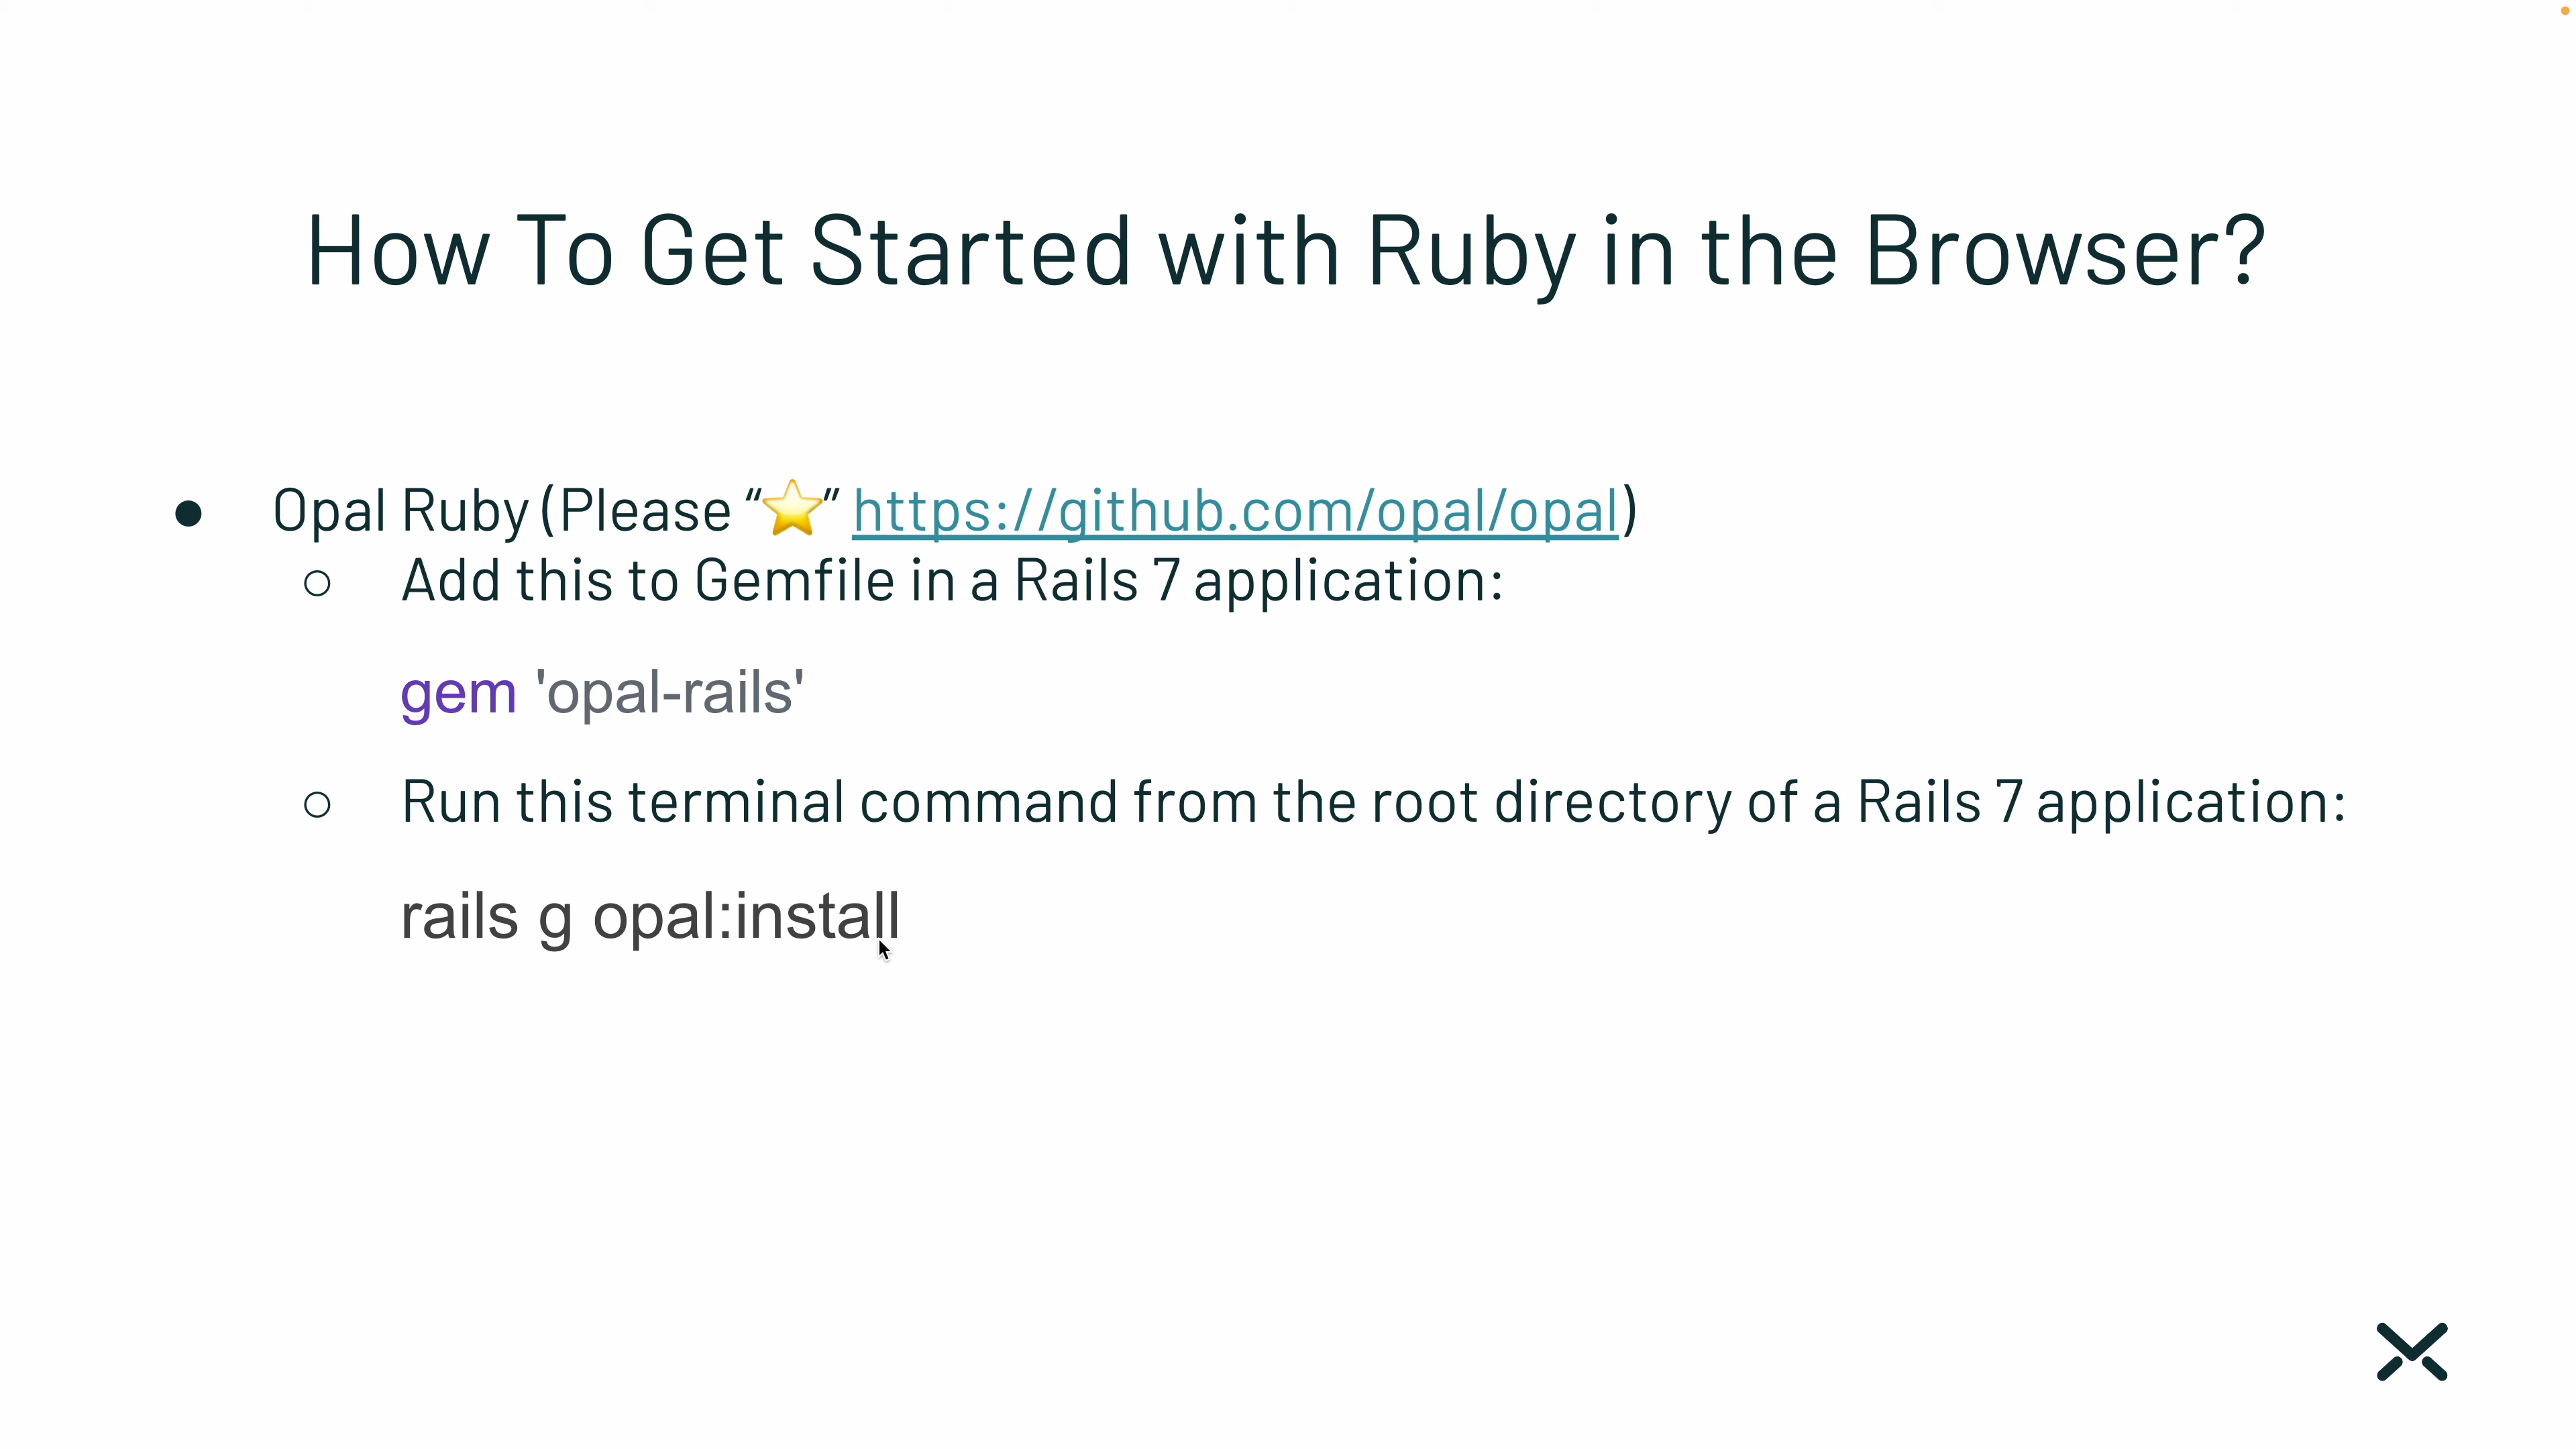 How To Get Started with Ruby in the Browser?
● Opal Ruby (Please “⭐” https://github.com/opal/opal)
○ Add this to Gemfile in a Rails 7 application:
gem 'opal-rails'
○ Run this terminal command from the root directory of a Rails 7 application:
rails g opal:install